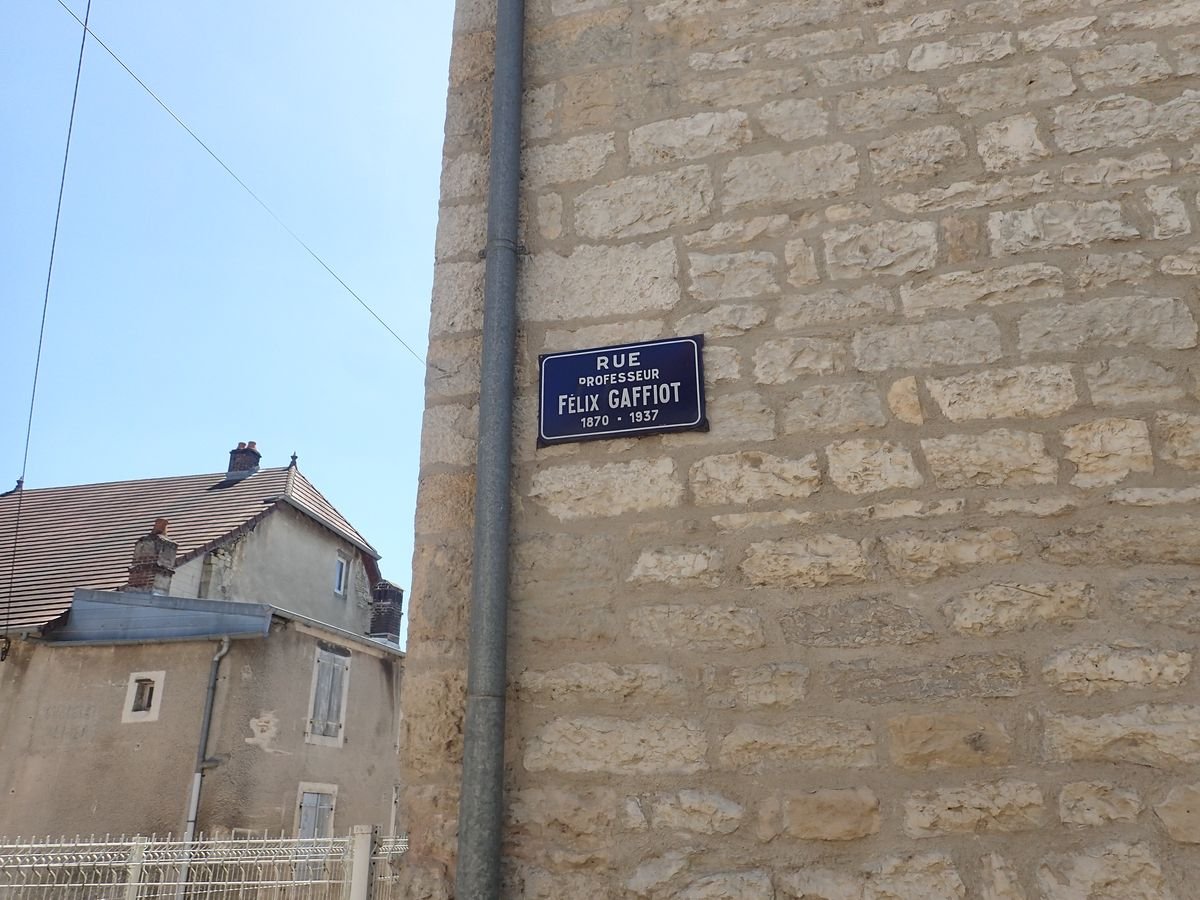 RUE
PROFESSEUR
FÉLIX GAFFIOT
1870 - 1937